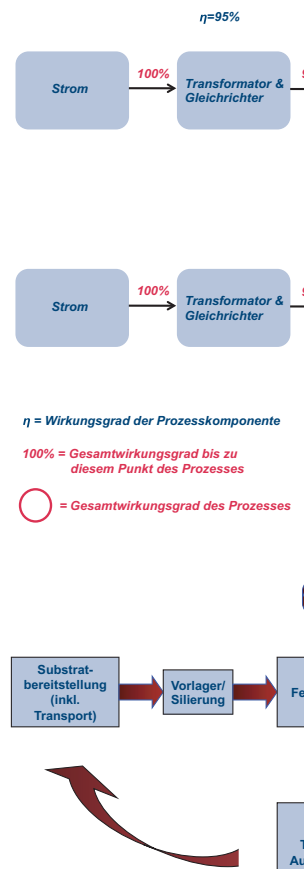 η=95%
100%
Strom
Transformator &
Gleichrichter
100%
Strom
Transformator &
Gleichrichter
η = Wirkungsgrad der Prozesskomponente
100% = Gesamtwirkungsgrad bis zu
diesem Punkt des Prozesses
= Gesamtwirkungsgrad des Prozesses
Substrat-
bereitstellung
(inkl.
Transport)
Vorlager/
Silierung